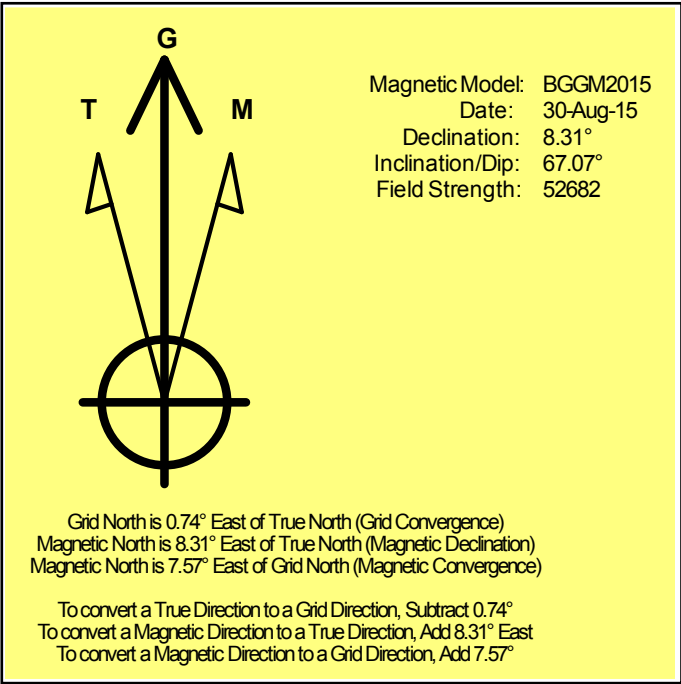 G
T
M
Magnetic Model: BGGM2015
Date: 30-Aug-15
Declination: 8.31°
Inclination/Dip: 67.07°
Field Strength: 52682
Grid North is 0.74° East of True North (Grid Convergence)
Magnetic North is 8.31° East of True North (Magnetic Declination)
Magnetic North is 7.57° East of Grid North (Magnetic Convergence)
To convert a True Direction to a Grid Direction, Subtract 0.74°
To convert a Magnetic Direction to a True Direction, Add 8.31° East
To convert a Magnetic Direction to a Grid Direction, Add 7.57°